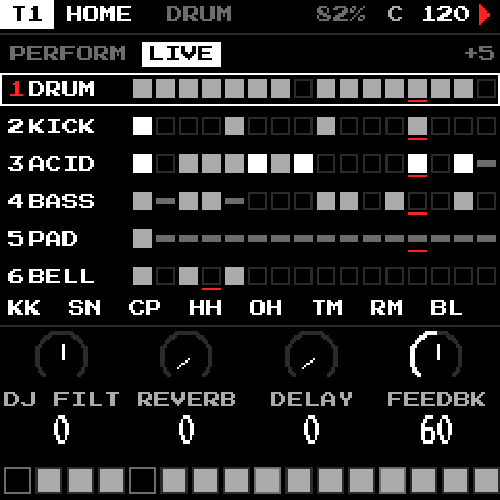 T1 HOME DRUM 82% C 120
PERFORM LIVE +5
1 DRUM
2 KICK
3 ACID
4 BASS
5 PAD
6 BELL
KK SN CP HH OH TM RM BL
DJ FILT REVERB DELAY FEEDBK
0 0 0 60